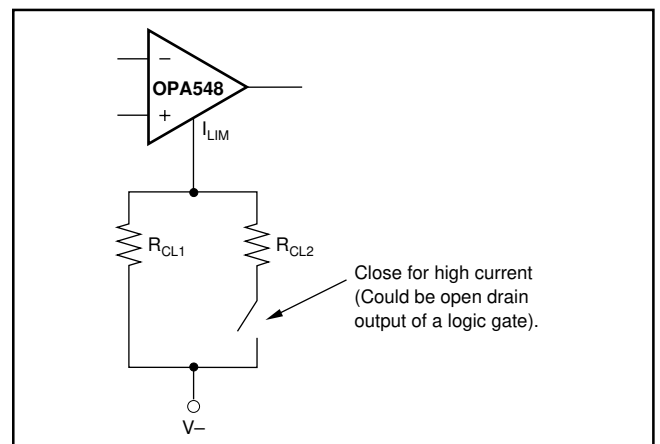 −
OPA548
+
I_LIM
R_CL1
R_CL2
Close for high current
(Could be open drain
output of a logic gate).
V–